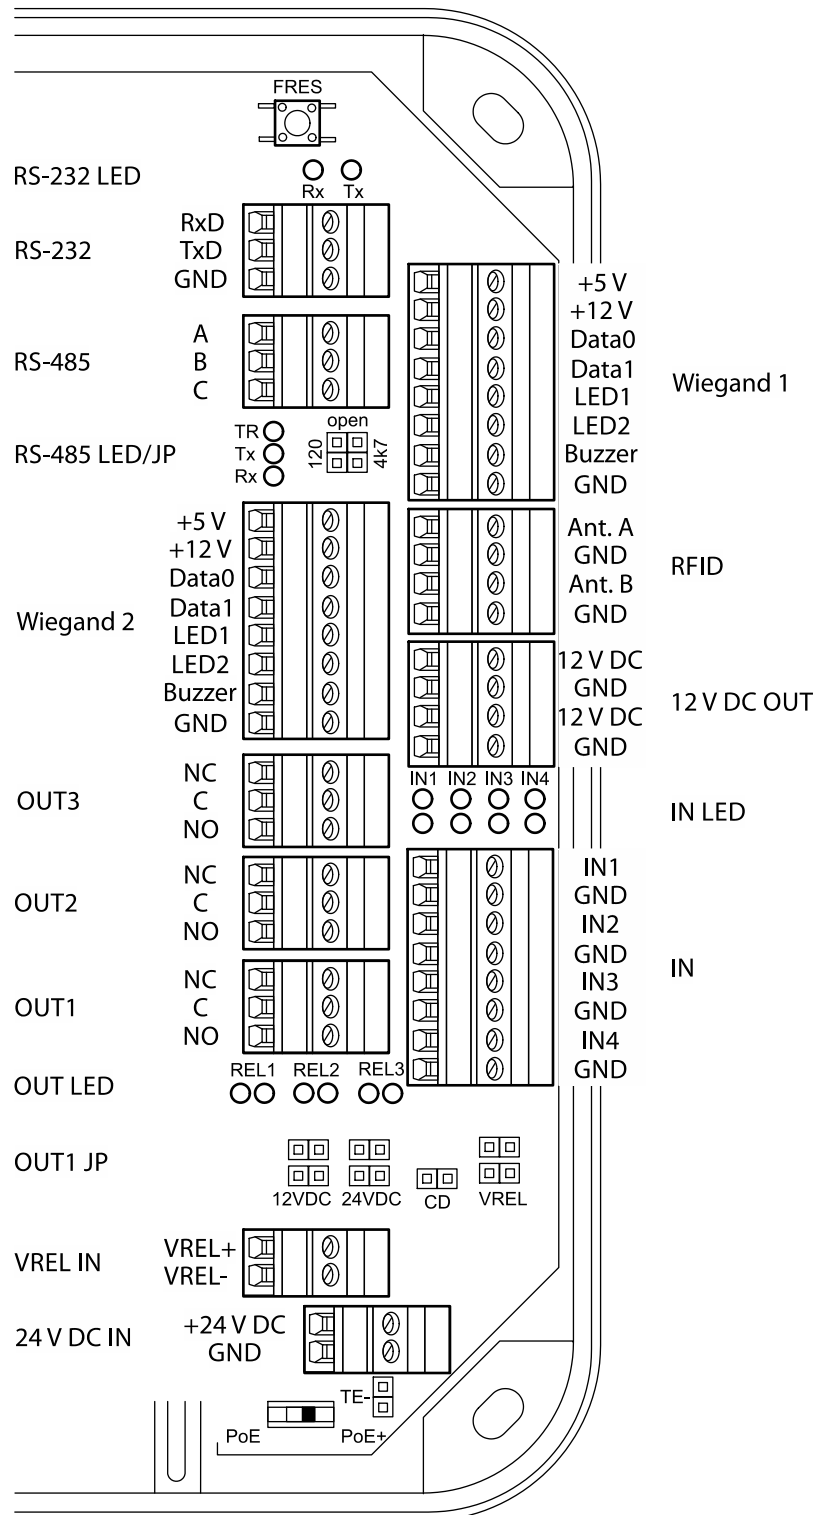 FRES
RS-232 LED
Rx Tx
RS-232
RxD
TxD
GND
RS-485
A
B
C
RS-485 LED/JP
TR
Tx
Rx
open
120
4k7
Wiegand 2
+5 V
+12 V
Data0
Data1
LED1
LED2
Buzzer
GND
OUT3
NC
C
NO
OUT2
NC
C
NO
OUT1
NC
C
NO
OUT LED
REL1 REL2 REL3
OUT1 JP
12VDC 24VDC CD VREL
VREL IN
VREL+
VREL-
24 V DC IN
+24 V DC
GND
TE-
PoE PoE+
+5 V
+12 V
Data0
Data1
LED1
LED2
Buzzer
GND
Wiegand 1
Ant. A
GND
Ant. B
GND
RFID
12 V DC
GND
12 V DC
GND
12 V DC OUT
IN1 IN2 IN3 IN4
IN LED
IN1
GND
IN2
GND
IN3
GND
IN4
GND
IN